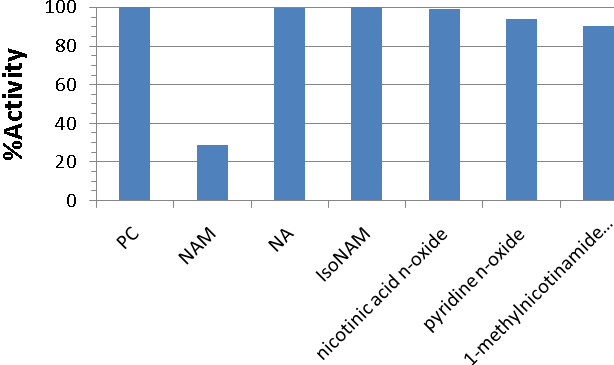 100
80
60
40
20
0
%Activity
PC
NAM
NA
IsoNAM
nicotinic acid n-oxide
pyridine n-oxide
1-methylnicotinamide...